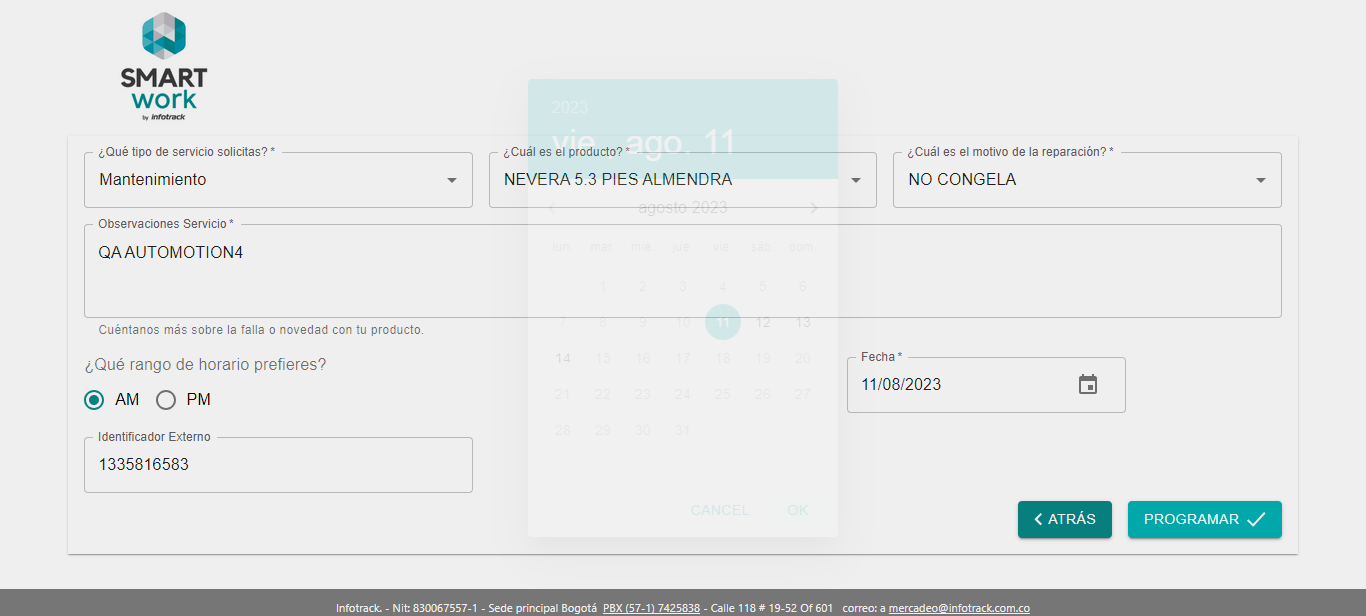 SMART
work
by infotrack
2023
vie. ago. 11
¿Qué tipo de servicio solicitas? *
Mantenimiento
¿Cuál es el producto? *
NEVERA 5.3 PIES ALMENDRA
¿Cuál es el motivo de la reparación? *
NO CONGELA
agosto 2023
Observaciones Servicio *
QA AUTOMOTION4
Cuéntanos más sobre la falla o novedad con tu producto.
lun. mar. mié. jue. vie. sáb. dom.
1 2 3 4 5 6
7 8 9 10 11 12 13
14 15 16 17 18 19 20
21 22 23 24 25 26 27
28 29 30 31
CANCEL OK
¿Qué rango de horario prefieres?
AM PM
Fecha *
11/08/2023
Identificador Externo
1335816583
ATRÁS
PROGRAMAR
Infotrack. - Nit: 830067557-1 - Sede principal Bogotá PBX (57-1) 7425838 - Calle 118 # 19-52 Of 601 correo: a mercadeo@infotrack.com.co